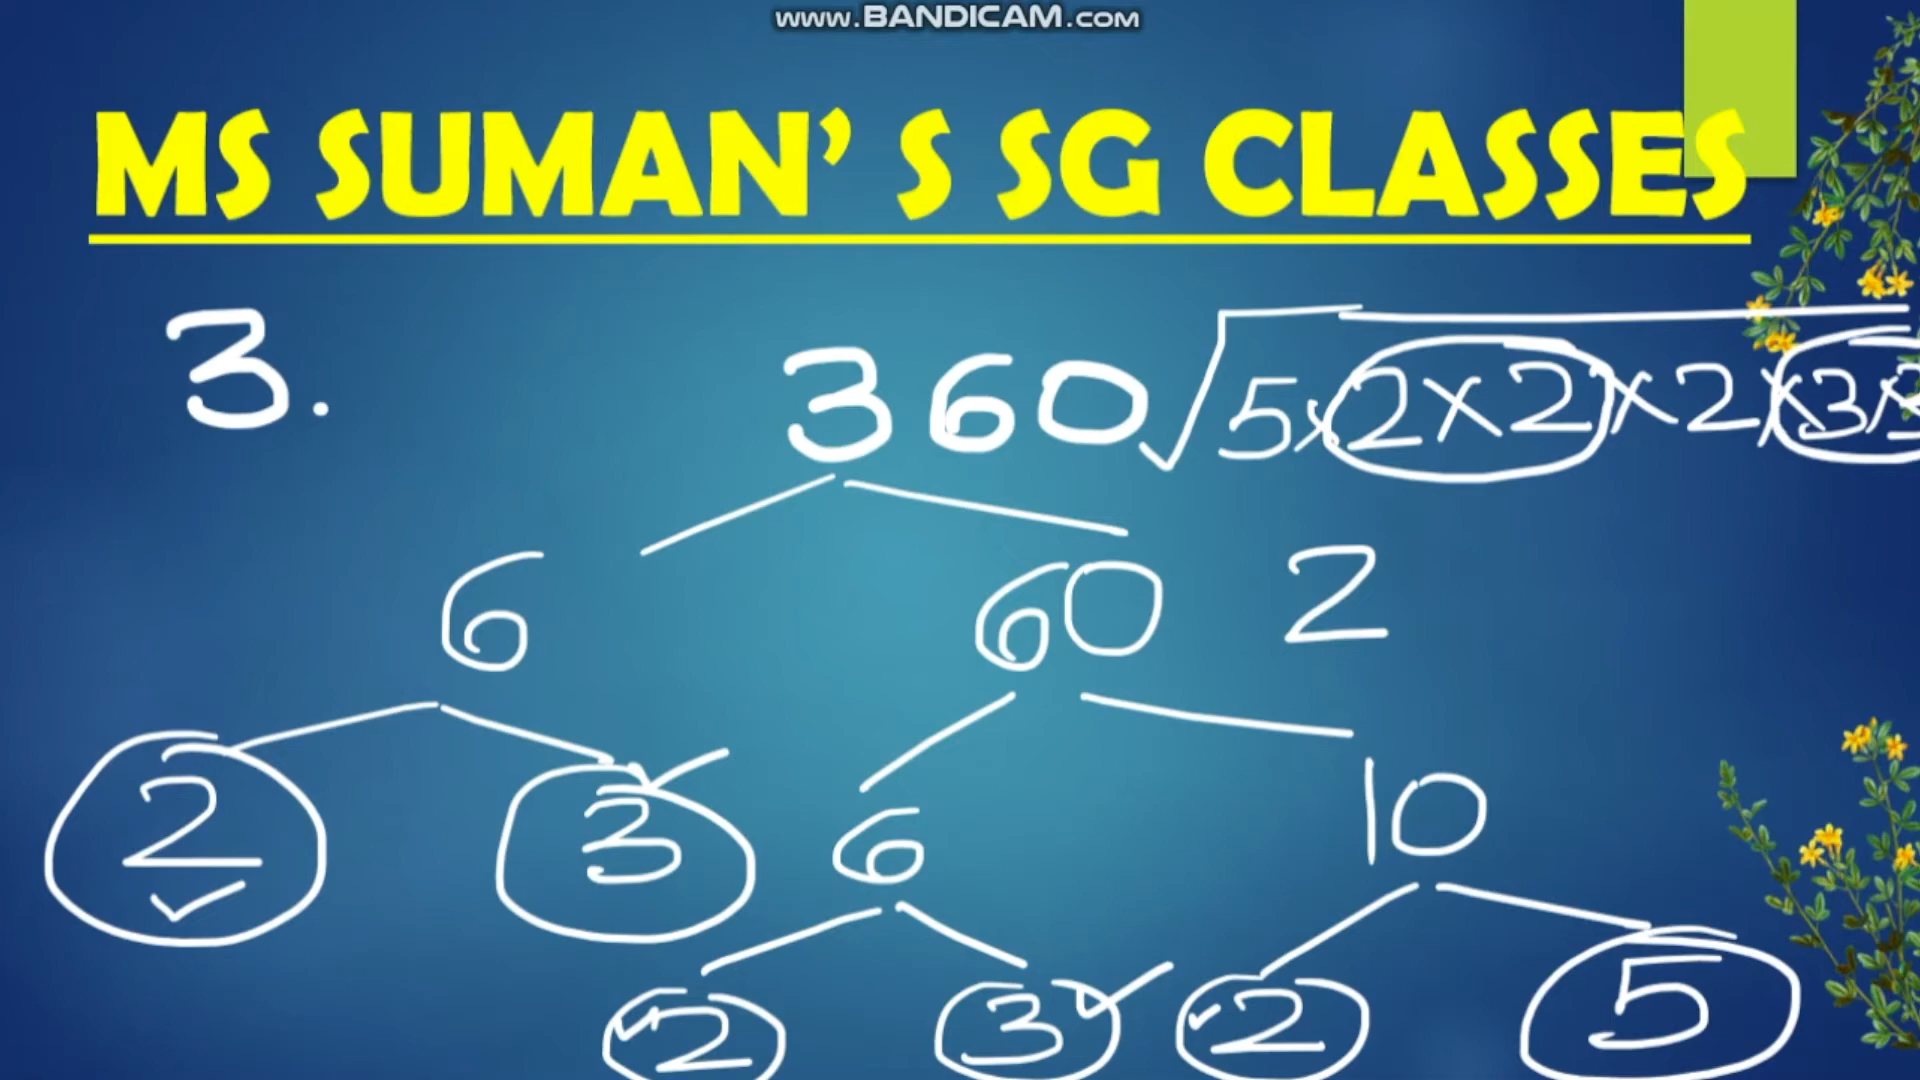 www.BANDICAM.com
MS SUMAN’ S SG CLASSES
3.
360 √5×2×2×2×3×3
6 60 2
2 3 6 10
2 3 2 5